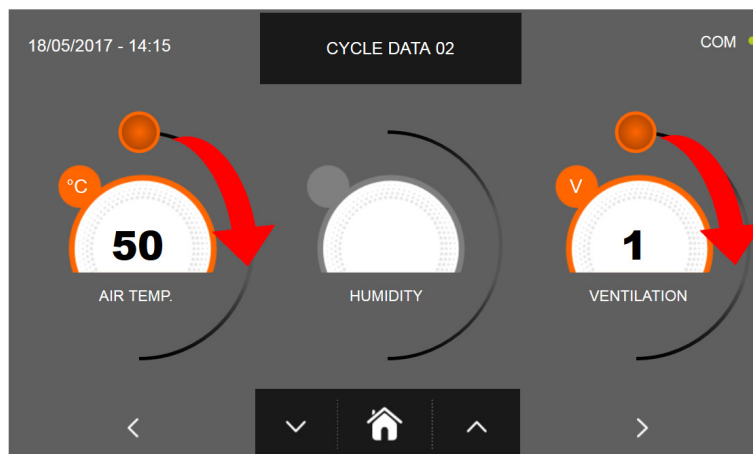 18/05/2017 - 14:15
CYCLE DATA 02
COM
°C
50
AIR TEMP.
HUMIDITY
V
1
VENTILATION